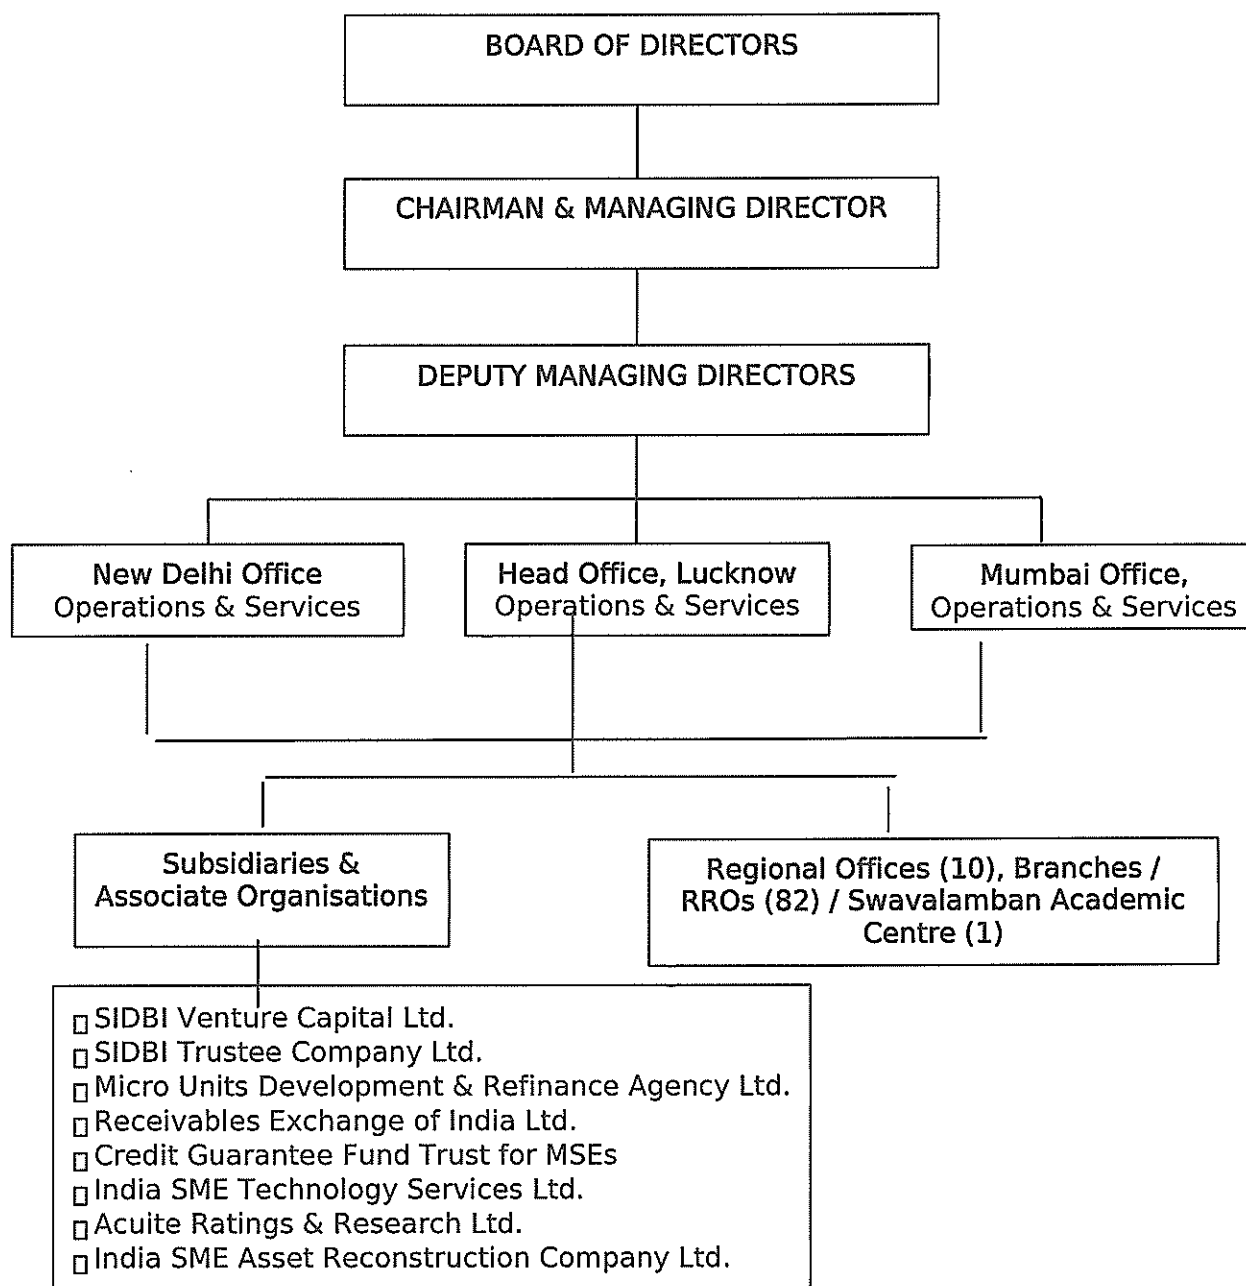 BOARD OF DIRECTORS
CHAIRMAN & MANAGING DIRECTOR
DEPUTY MANAGING DIRECTORS
New Delhi Office
Operations & Services
Head Office, Lucknow
Operations & Services
Mumbai Office,
Operations & Services
Subsidiaries &
Associate Organisations
Regional Offices (10), Branches /
RROs (82) / Swavalamban Academic
Centre (1)
SIDBI Venture Capital Ltd.
SIDBI Trustee Company Ltd.
Micro Units Development & Refinance Agency Ltd.
Receivables Exchange of India Ltd.
Credit Guarantee Fund Trust for MSEs
India SME Technology Services Ltd.
Acuite Ratings & Research Ltd.
India SME Asset Reconstruction Company Ltd.